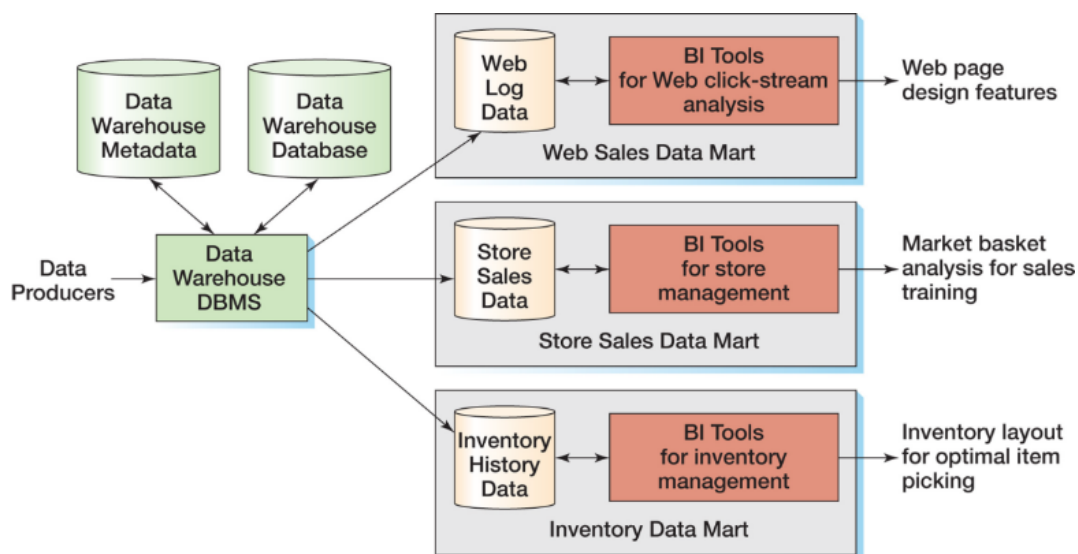 Data
Warehouse
Metadata
Data
Warehouse
Database
Data
Producers
Data
Warehouse
DBMS
Web
Log
Data
BI Tools
for Web click-stream
analysis
Web Sales Data Mart
Web page
design features
Store
Sales
Data
BI Tools
for store
management
Store Sales Data Mart
Market basket
analysis for sales
training
Inventory
History
Data
BI Tools
for inventory
management
Inventory Data Mart
Inventory layout
for optimal item
picking